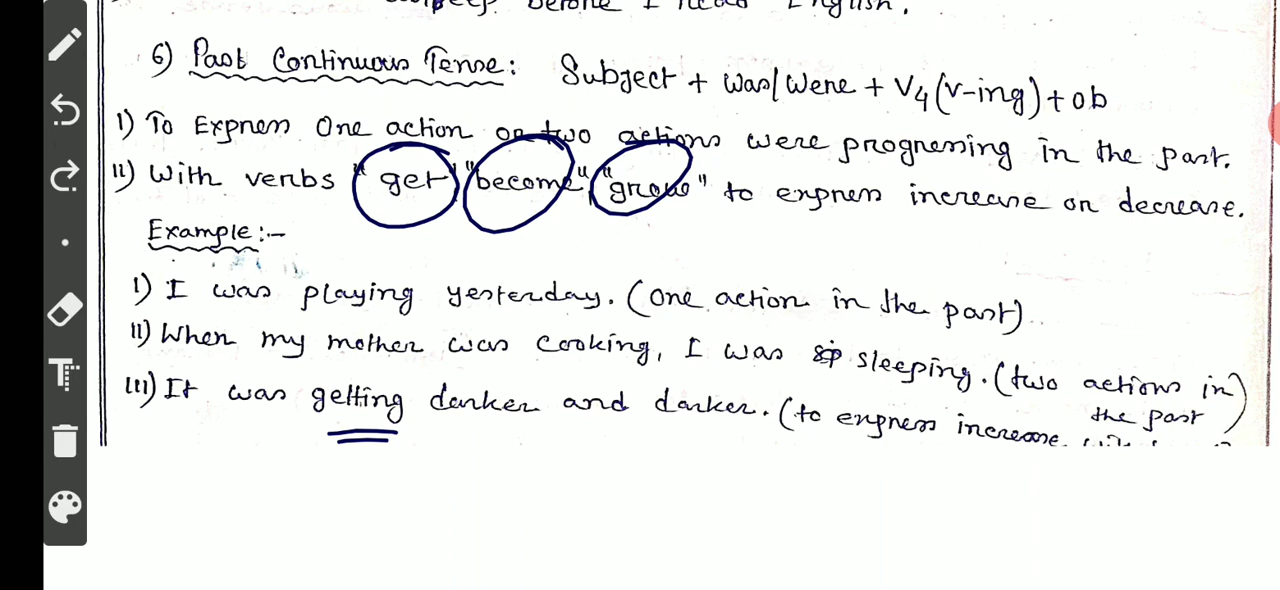 before I read English.
6) Past Continuous Tense: Subject + was/were + V4 (v-ing) + ob
I) To Express One action or two actions were progressing in the past.
II) With verbs "get" "become", "grow" to express increase or decrease.
Example:-
I) I was playing yesterday. (one action in the past)
II) When my mother was cooking, I was sleeping. (two actions in the past)
III) It was getting darker and darker. (to express increase